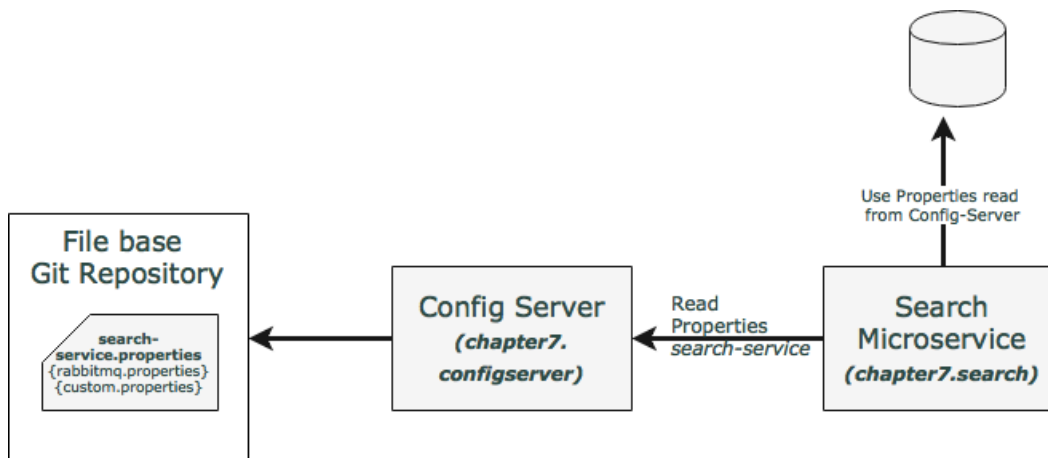 Use Properties read
from Config-Server
File base
Git Repository
search-
service.properties
{rabbitmq.properties}
{custom.properties}
Config Server
(chapter7.
configserver)
Read
Properties
search-service
Search
Microservice
(chapter7.search)